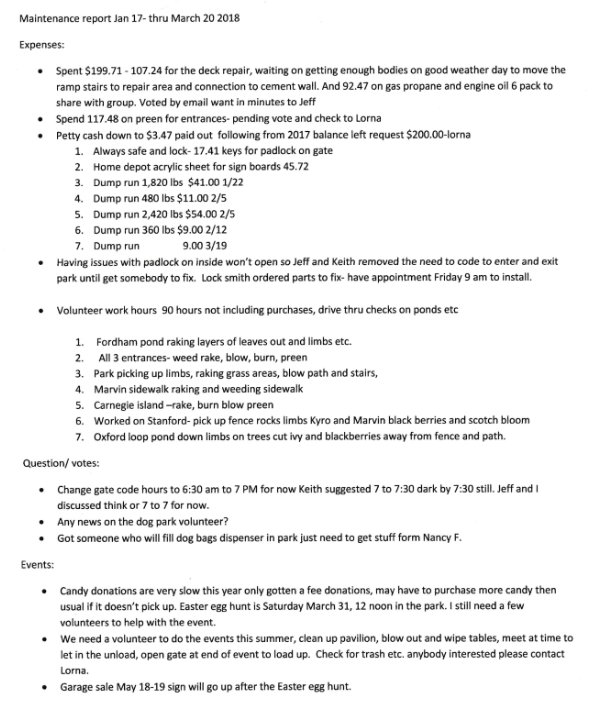 Maintenance report Jan 17- thru March 20 2018
Expenses:
• Spent $199.71 - 107.24 for the deck repair, waiting on getting enough bodies on good weather day to move the
ramp stairs to repair area and connection to cement wall. And 92.47 on gas propane and engine oil 6 pack to
share with group. Voted by email want in minutes to Jeff
• Spend 117.48 on preen for entrances- pending vote and check to Lorna
• Petty cash down to $3.47 paid out following from 2017 balance left request $200.00-lorna
1. Always safe and lock- 17.41 keys for padlock on gate
2. Home depot acrylic sheet for sign boards 45.72
3. Dump run 1,820 lbs $41.00 1/22
4. Dump run 480 lbs $11.00 2/5
5. Dump run 2,420 lbs $54.00 2/5
6. Dump run 360 lbs $9.00 2/12
7. Dump run 9.00 3/19
• Having issues with padlock on inside won't open so Jeff and Keith removed the need to code to enter and exit
park until get somebody to fix. Lock smith ordered parts to fix- have appointment Friday 9 am to install.
• Volunteer work hours 90 hours not including purchases, drive thru checks on ponds etc
1. Fordham pond raking layers of leaves out and limbs etc.
2. All 3 entrances- weed rake, blow, burn, preen
3. Park picking up limbs, raking grass areas, blow path and stairs,
4. Marvin sidewalk raking and weeding sidewalk
5. Carnegie island –rake, burn blow preen
6. Worked on Stanford- pick up fence rocks limbs Kyro and Marvin black berries and scotch bloom
7. Oxford loop pond down limbs on trees cut ivy and blackberries away from fence and path.
Question/ votes:
• Change gate code hours to 6:30 am to 7 PM for now Keith suggested 7 to 7:30 dark by 7:30 still. Jeff and I
discussed think or 7 to 7 for now.
• Any news on the dog park volunteer?
• Got someone who will fill dog bags dispenser in park just need to get stuff form Nancy F.
Events:
• Candy donations are very slow this year only gotten a fee donations, may have to purchase more candy then
usual if it doesn't pick up. Easter egg hunt is Saturday March 31, 12 noon in the park. I still need a few
volunteers to help with the event.
• We need a volunteer to do the events this summer, clean up pavilion, blow out and wipe tables, meet at time to
let in the unload, open gate at end of event to load up. Check for trash etc. anybody interested please contact
Lorna.
• Garage sale May 18-19 sign will go up after the Easter egg hunt.